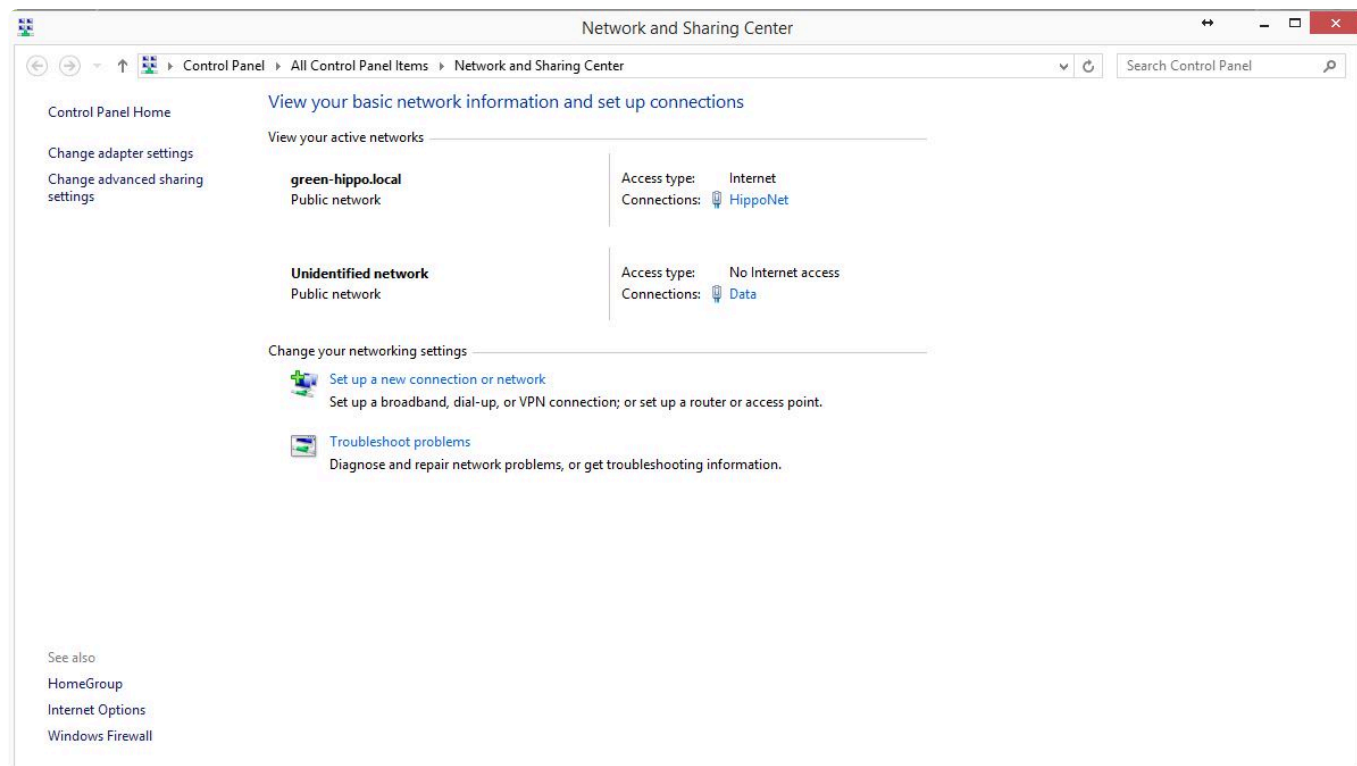 Network and Sharing Center
Control Panel All Control Panel Items Network and Sharing Center
Search Control Panel
Control Panel Home
Change adapter settings
Change advanced sharing
settings
View your basic network information and set up connections
View your active networks
green-hippo.local
Public network
Access type: Internet
Connections: HippoNet
Unidentified network
Public network
Access type: No Internet access
Connections: Data
Change your networking settings
Set up a new connection or network
Set up a broadband, dial-up, or VPN connection; or set up a router or access point.
Troubleshoot problems
Diagnose and repair network problems, or get troubleshooting information.
See also
HomeGroup
Internet Options
Windows Firewall